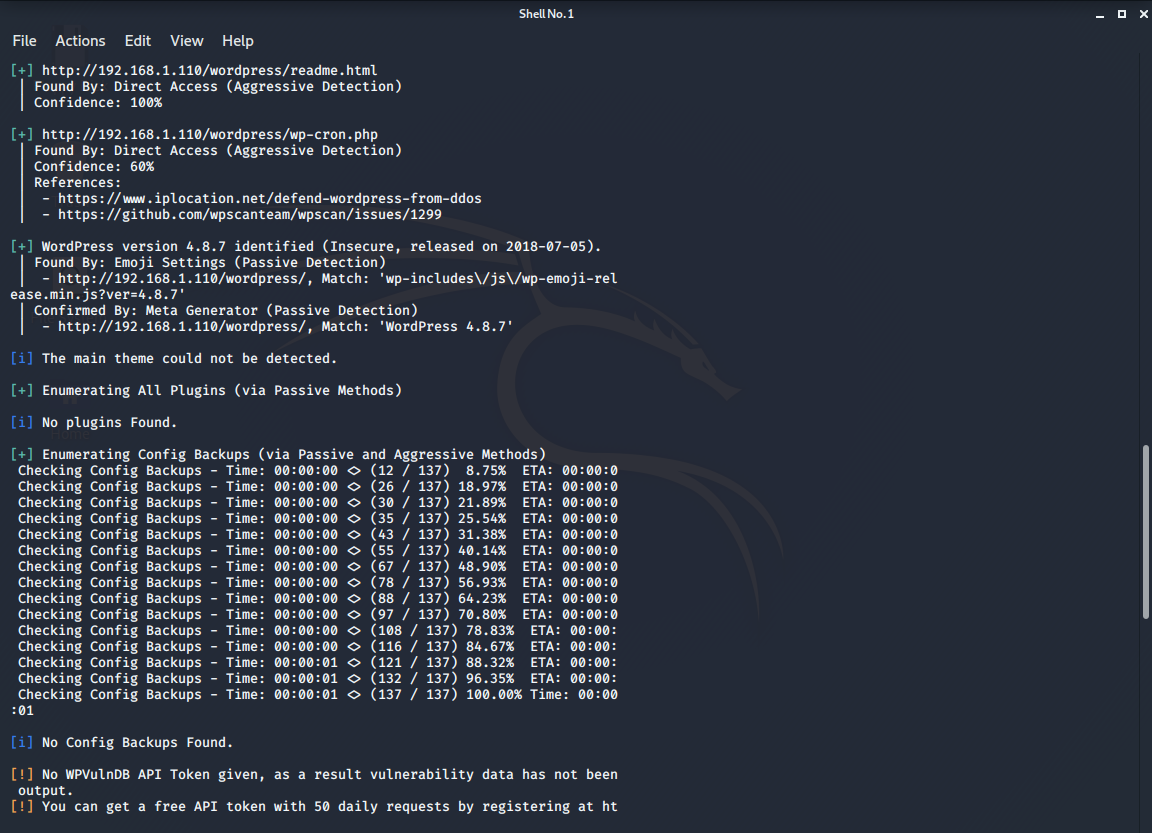 Shell No.1
File Actions Edit View Help
[+] http://192.168.1.110/wordpress/readme.html
| Found By: Direct Access (Aggressive Detection)
| Confidence: 100%
[+] http://192.168.1.110/wordpress/wp-cron.php
| Found By: Direct Access (Aggressive Detection)
| Confidence: 60%
| References:
| - https://www.iplocation.net/defend-wordpress-from-ddos
| - https://github.com/wpscanteam/wpscan/issues/1299
[+] WordPress version 4.8.7 identified (Insecure, released on 2018-07-05).
| Found By: Emoji Settings (Passive Detection)
| - http://192.168.1.110/wordpress/, Match: 'wp-includes\/js\/wp-emoji-rel
ease.min.js?ver=4.8.7'
| Confirmed By: Meta Generator (Passive Detection)
| - http://192.168.1.110/wordpress/, Match: 'WordPress 4.8.7'
[i] The main theme could not be detected.
[+] Enumerating All Plugins (via Passive Methods)
[i] No plugins Found.
[+] Enumerating Config Backups (via Passive and Aggressive Methods)
Checking Config Backups - Time: 00:00:00 <> (12 / 137)  8.75%  ETA: 00:00:0
Checking Config Backups - Time: 00:00:00 <> (26 / 137) 18.97%  ETA: 00:00:0
Checking Config Backups - Time: 00:00:00 <> (30 / 137) 21.89%  ETA: 00:00:0
Checking Config Backups - Time: 00:00:00 <> (35 / 137) 25.54%  ETA: 00:00:0
Checking Config Backups - Time: 00:00:00 <> (43 / 137) 31.38%  ETA: 00:00:0
Checking Config Backups - Time: 00:00:00 <> (55 / 137) 40.14%  ETA: 00:00:0
Checking Config Backups - Time: 00:00:00 <> (67 / 137) 48.90%  ETA: 00:00:0
Checking Config Backups - Time: 00:00:00 <> (78 / 137) 56.93%  ETA: 00:00:0
Checking Config Backups - Time: 00:00:00 <> (88 / 137) 64.23%  ETA: 00:00:0
Checking Config Backups - Time: 00:00:00 <> (97 / 137) 70.80%  ETA: 00:00:0
Checking Config Backups - Time: 00:00:00 <> (108 / 137) 78.83%  ETA: 00:00:
Checking Config Backups - Time: 00:00:00 <> (116 / 137) 84.67%  ETA: 00:00:
Checking Config Backups - Time: 00:00:01 <> (121 / 137) 88.32%  ETA: 00:00:
Checking Config Backups - Time: 00:00:01 <> (132 / 137) 96.35%  ETA: 00:00:
Checking Config Backups - Time: 00:00:01 <> (137 / 137) 100.00% Time: 00:00
:01
[i] No Config Backups Found.
[!] No WPVulnDB API Token given, as a result vulnerability data has not been
output.
[!] You can get a free API token with 50 daily requests by registering at ht